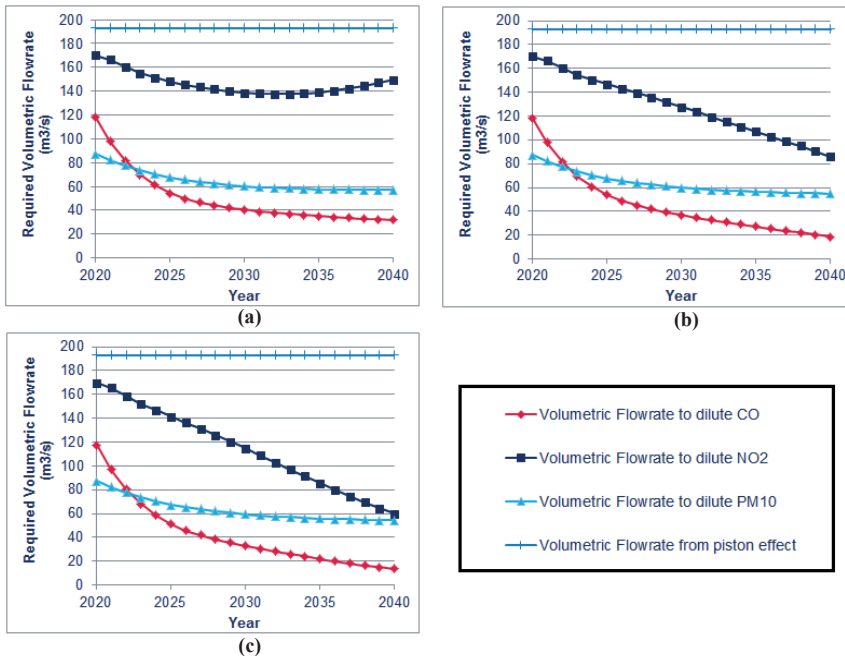 Required Volumetric Flowrate
(m3/s)
200
180
160
140
120
100
80
60
40
20
0
2020 2025 2030 2035 2040
Year
(a)
Required Volumetric Flowrate
(m3/s)
200
180
160
140
120
100
80
60
40
20
0
2020 2025 2030 2035 2040
Year
(b)
Required Volumetric Flowrate
(m3/s)
200
180
160
140
120
100
80
60
40
20
0
2020 2025 2030 2035 2040
Year
(c)
Volumetric Flowrate to dilute CO
Volumetric Flowrate to dilute NO2
Volumetric Flowrate to dilute PM10
Volumetric Flowrate from piston effect